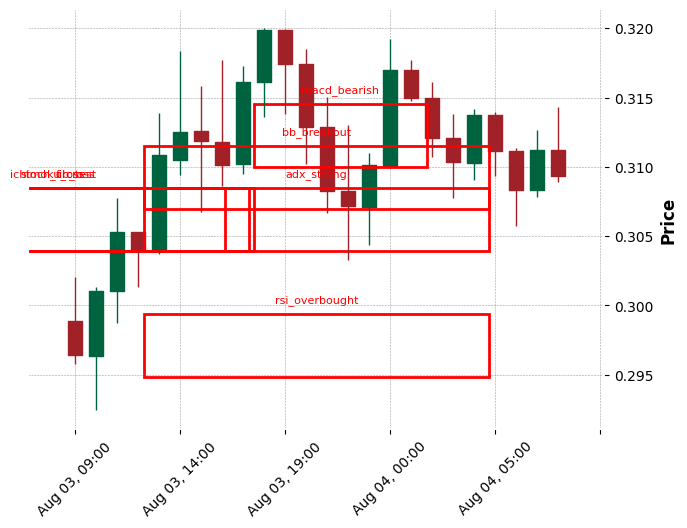 0.320
macd_bearish
0.315
bb_breakout
0.310
adx_strong
0.305
rsi_overbought
0.300
0.295
Price
Aug 03, 09:00
Aug 03, 14:00
Aug 03, 19:00
Aug 04, 00:00
Aug 04, 05:00